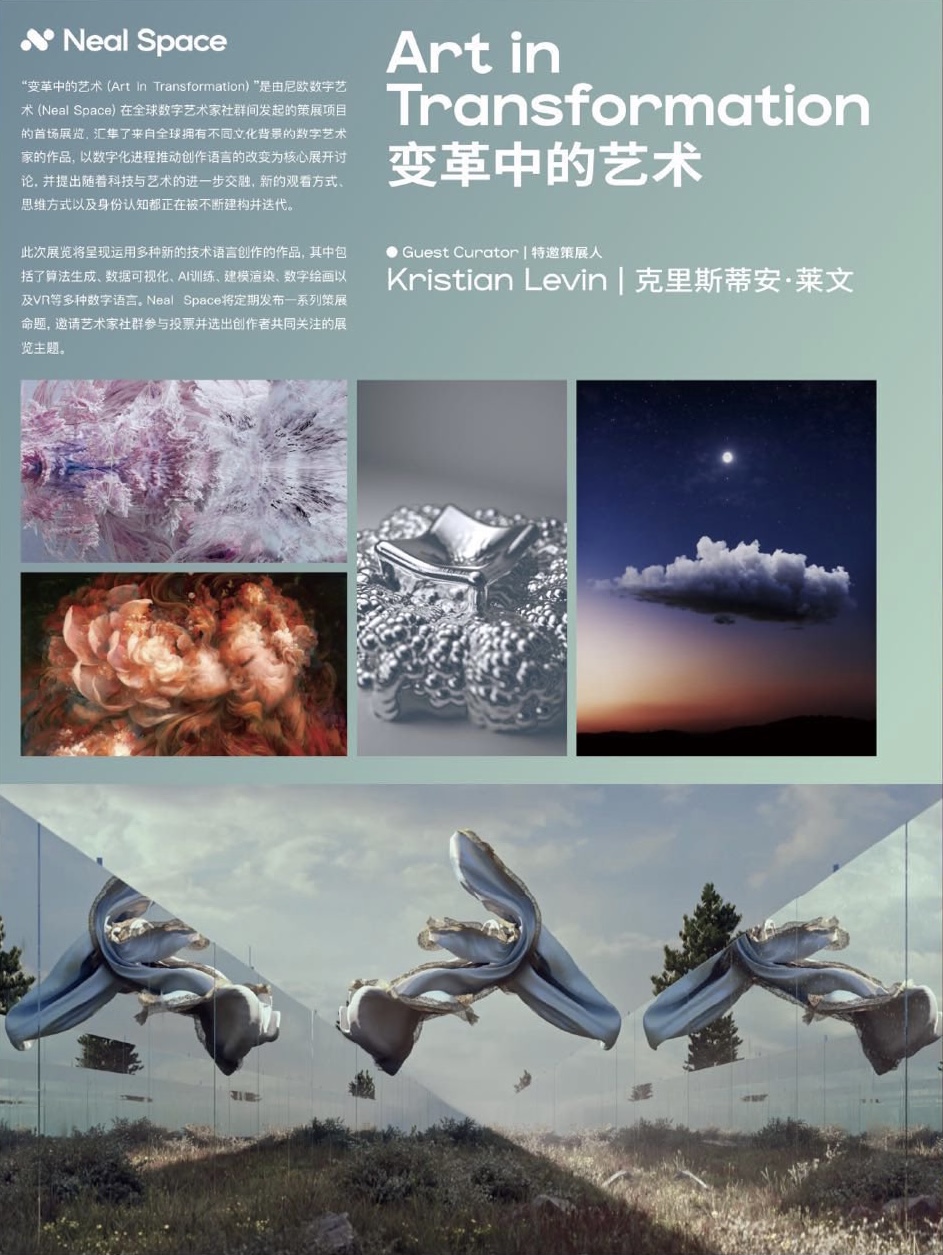 Neal Space
“变革中的艺术 (Art in Transformation) ”是由尼欧数字艺
术 (Neal Space) 在全球数字艺术家社群间发起的策展项目
的首场展览, 汇集了来自全球拥有不同文化背景的数字艺术
家的作品, 以数字化进程推动创作语言的改变为核心展开讨
论, 并提出随着科技与艺术的进一步交融, 新的观看方式、
思维方式以及身份认知都正在被不断建构并迭代。
此次展览将呈现运用多种新的技术语言创作的作品, 其中包
括了算法生成、数据可视化、AI训练、建模渲染、数字绘画以
及VR等多种数字语言。Neal Space将定期发布一系列策展
命题, 邀请艺术家社群参与投票并选出创作者共同关注的展
览主题。
Art in
Transformation
变革中的艺术
Guest Curator | 特邀策展人
Kristian Levin | 克里斯蒂安·莱文